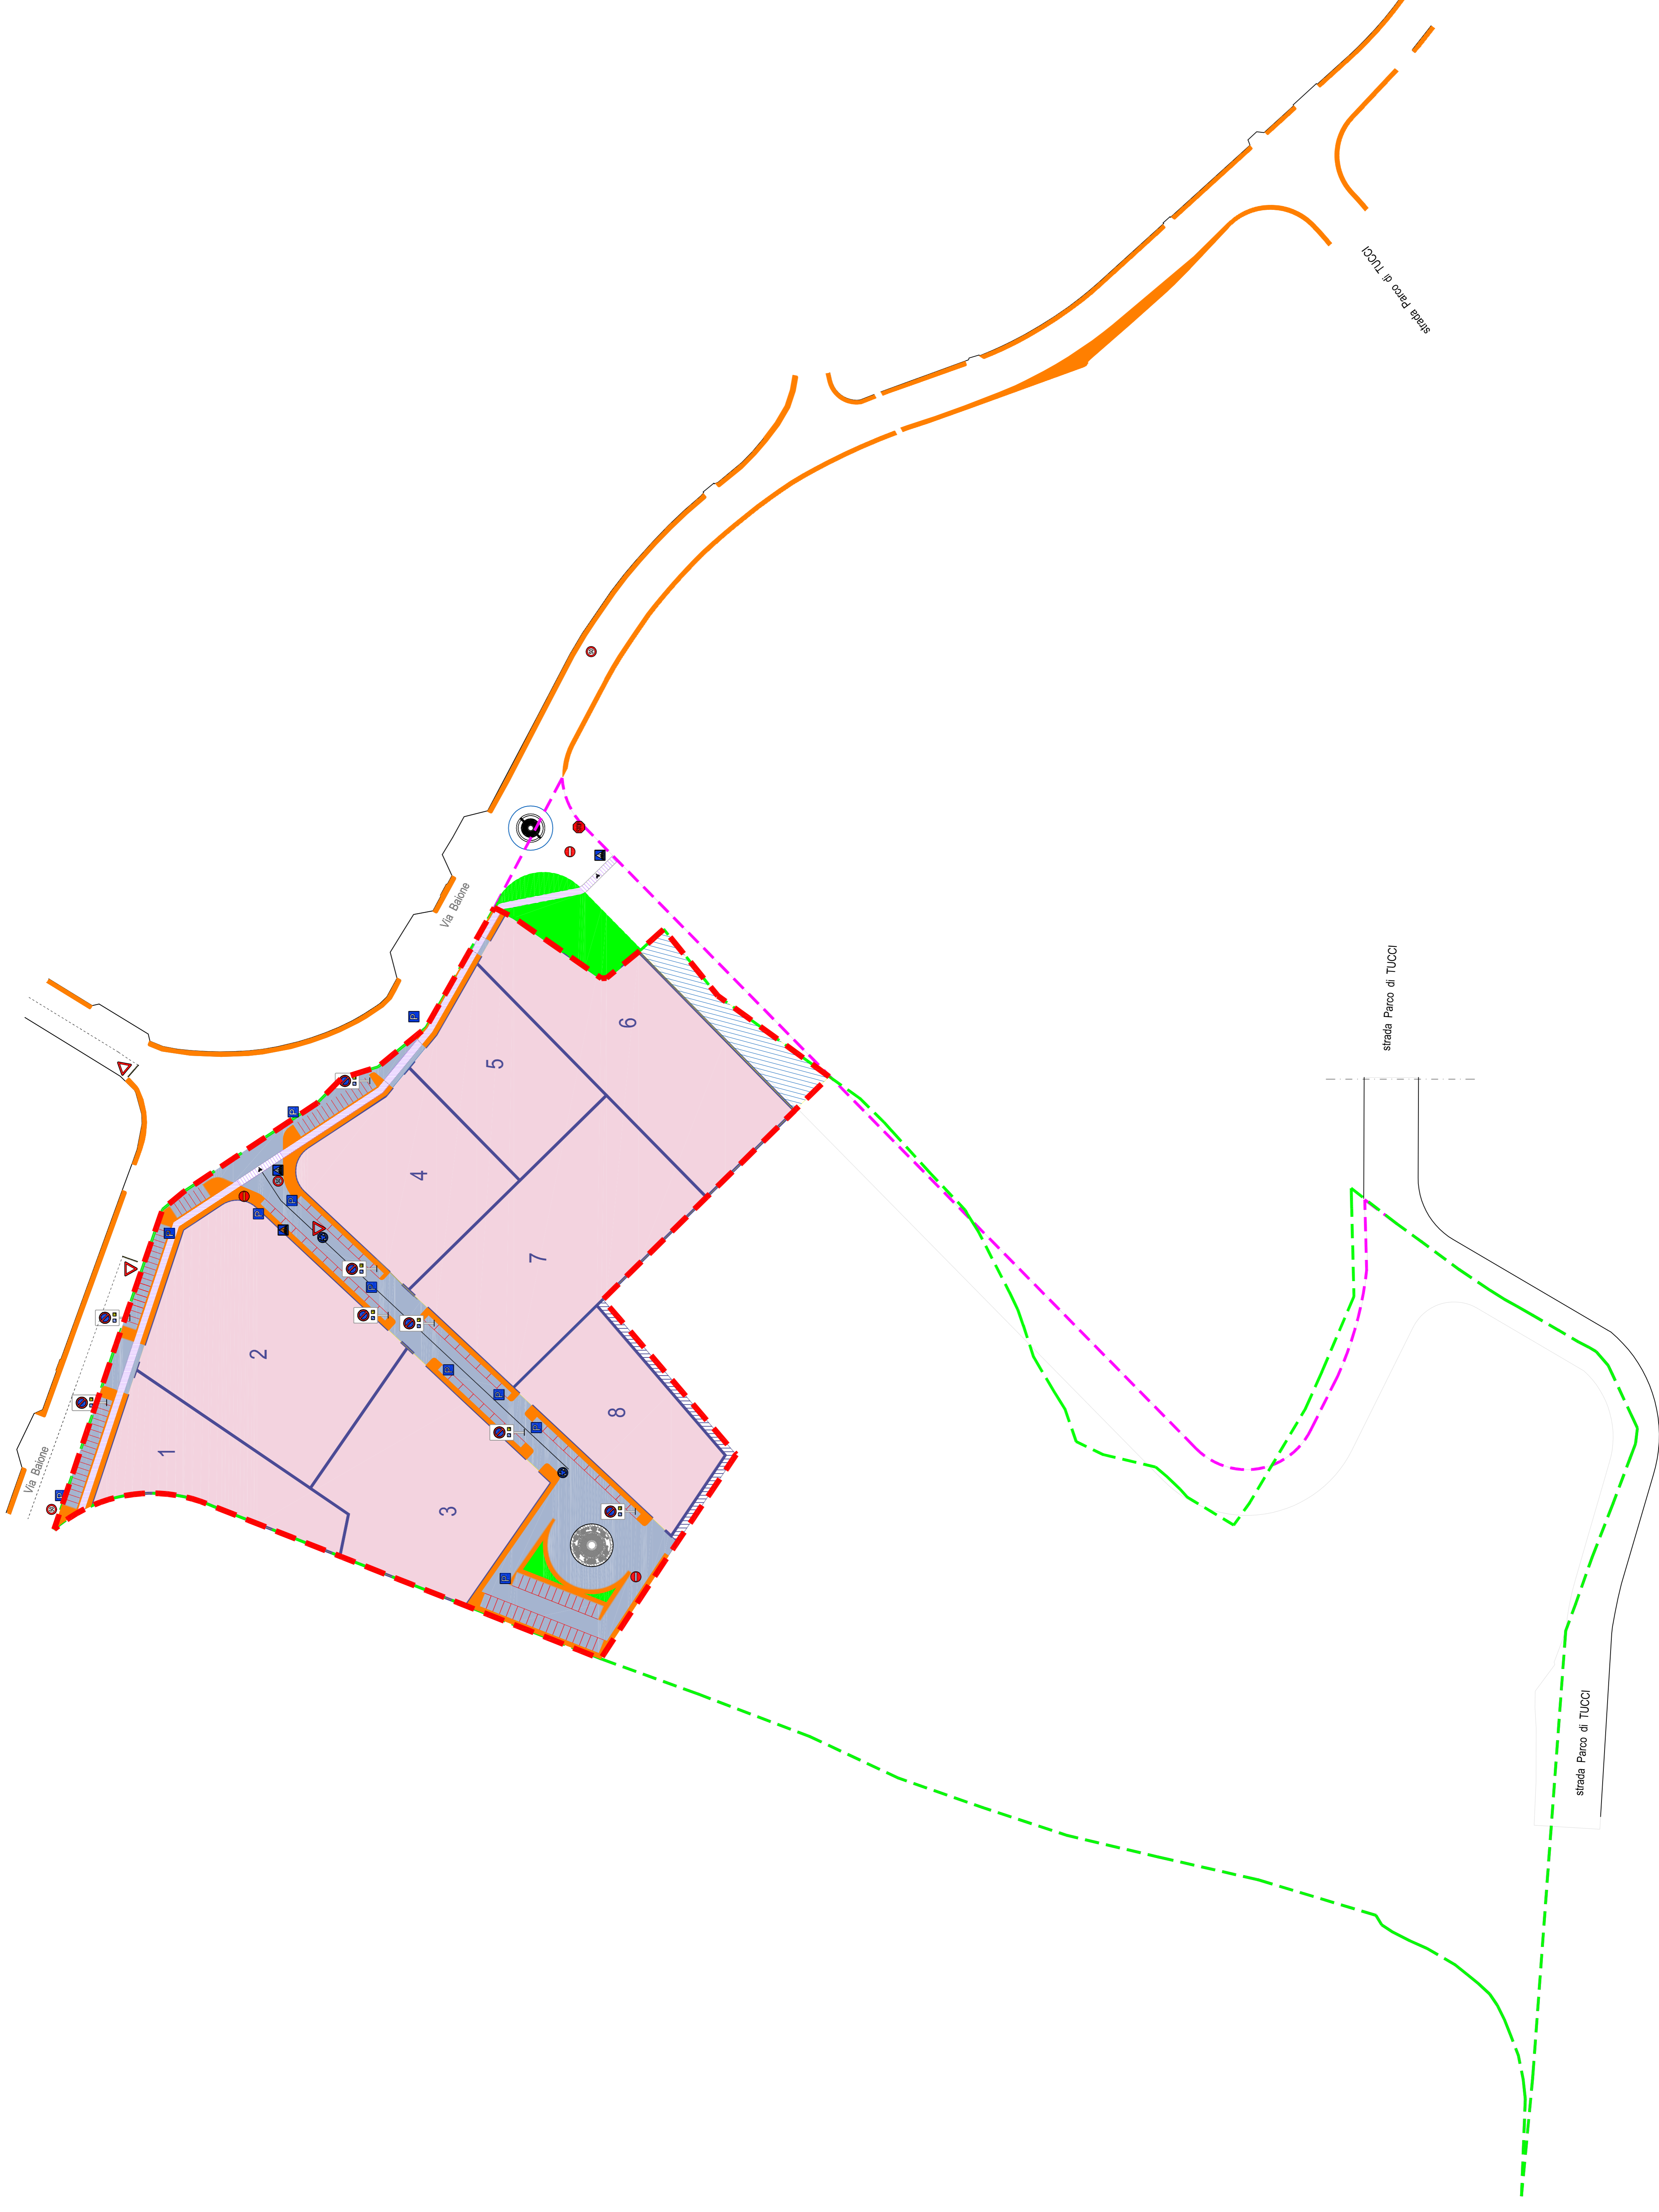 strada Parco di TUCCI
Via Baione
strada Parco di TUCCI
6
5
4
7
2
8
1
Via Baione
3
strada Parco di TUCCI
P
P
P
P
P
P
P
P
P
P
P